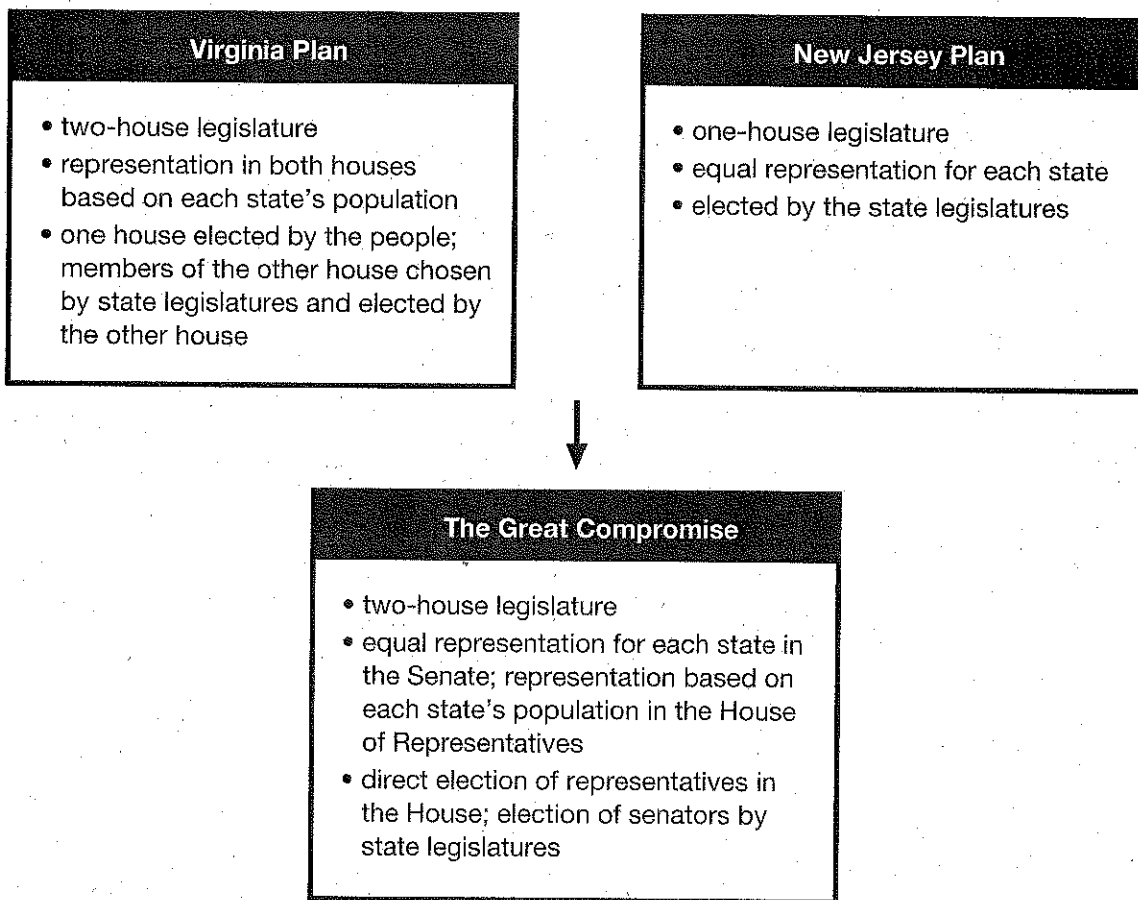 Virginia Plan
• two-house legislature
• representation in both houses
based on each state's population
• one house elected by the people;
members of the other house chosen
by state legislatures and elected by
the other house
New Jersey Plan
• one-house legislature
• equal representation for each state
• elected by the state legislatures
The Great Compromise
• two-house legislature
• equal representation for each state in
the Senate; representation based on
each state's population in the House
of Representatives
• direct election of representatives in
the House; election of senators by
state legislatures